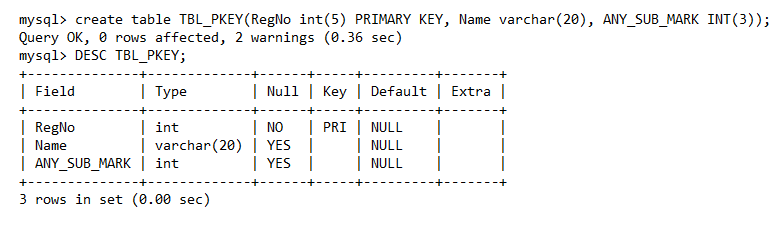 mysql> create table TBL_PKEY(RegNo int(5) PRIMARY KEY, Name varchar(20), ANY_SUB_MARK INT(3));
Query OK, 0 rows affected, 2 warnings (0.36 sec)
mysql> DESC TBL_PKEY;
+--------------+-------------+------+-----+---------+-------+
| Field        | Type        | Null | Key | Default | Extra |
+--------------+-------------+------+-----+---------+-------+
| RegNo        | int         | NO   | PRI | NULL    |       |
| Name         | varchar(20) | YES  |     | NULL    |       |
| ANY_SUB_MARK | int         | YES  |     | NULL    |       |
+--------------+-------------+------+-----+---------+-------+
3 rows in set (0.00 sec)